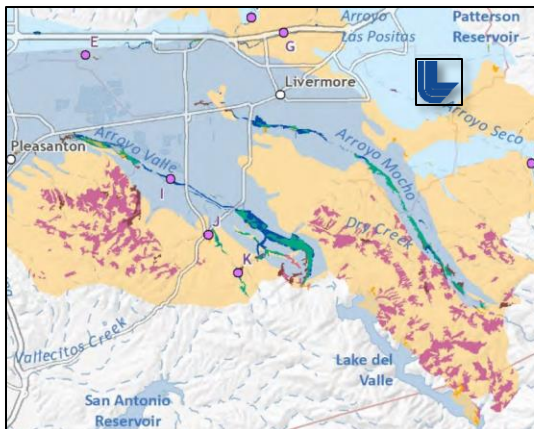 Arroyo
Las Positas
Patterson
Reservoir
E
G
Livermore
Arroyo Seco
Pleasanton
Arroyo Valle
Arroyo Mocho
I
J
Dry Creek
K
Vallecitos Creek
Lake del
Valle
San Antonio
Reservoir